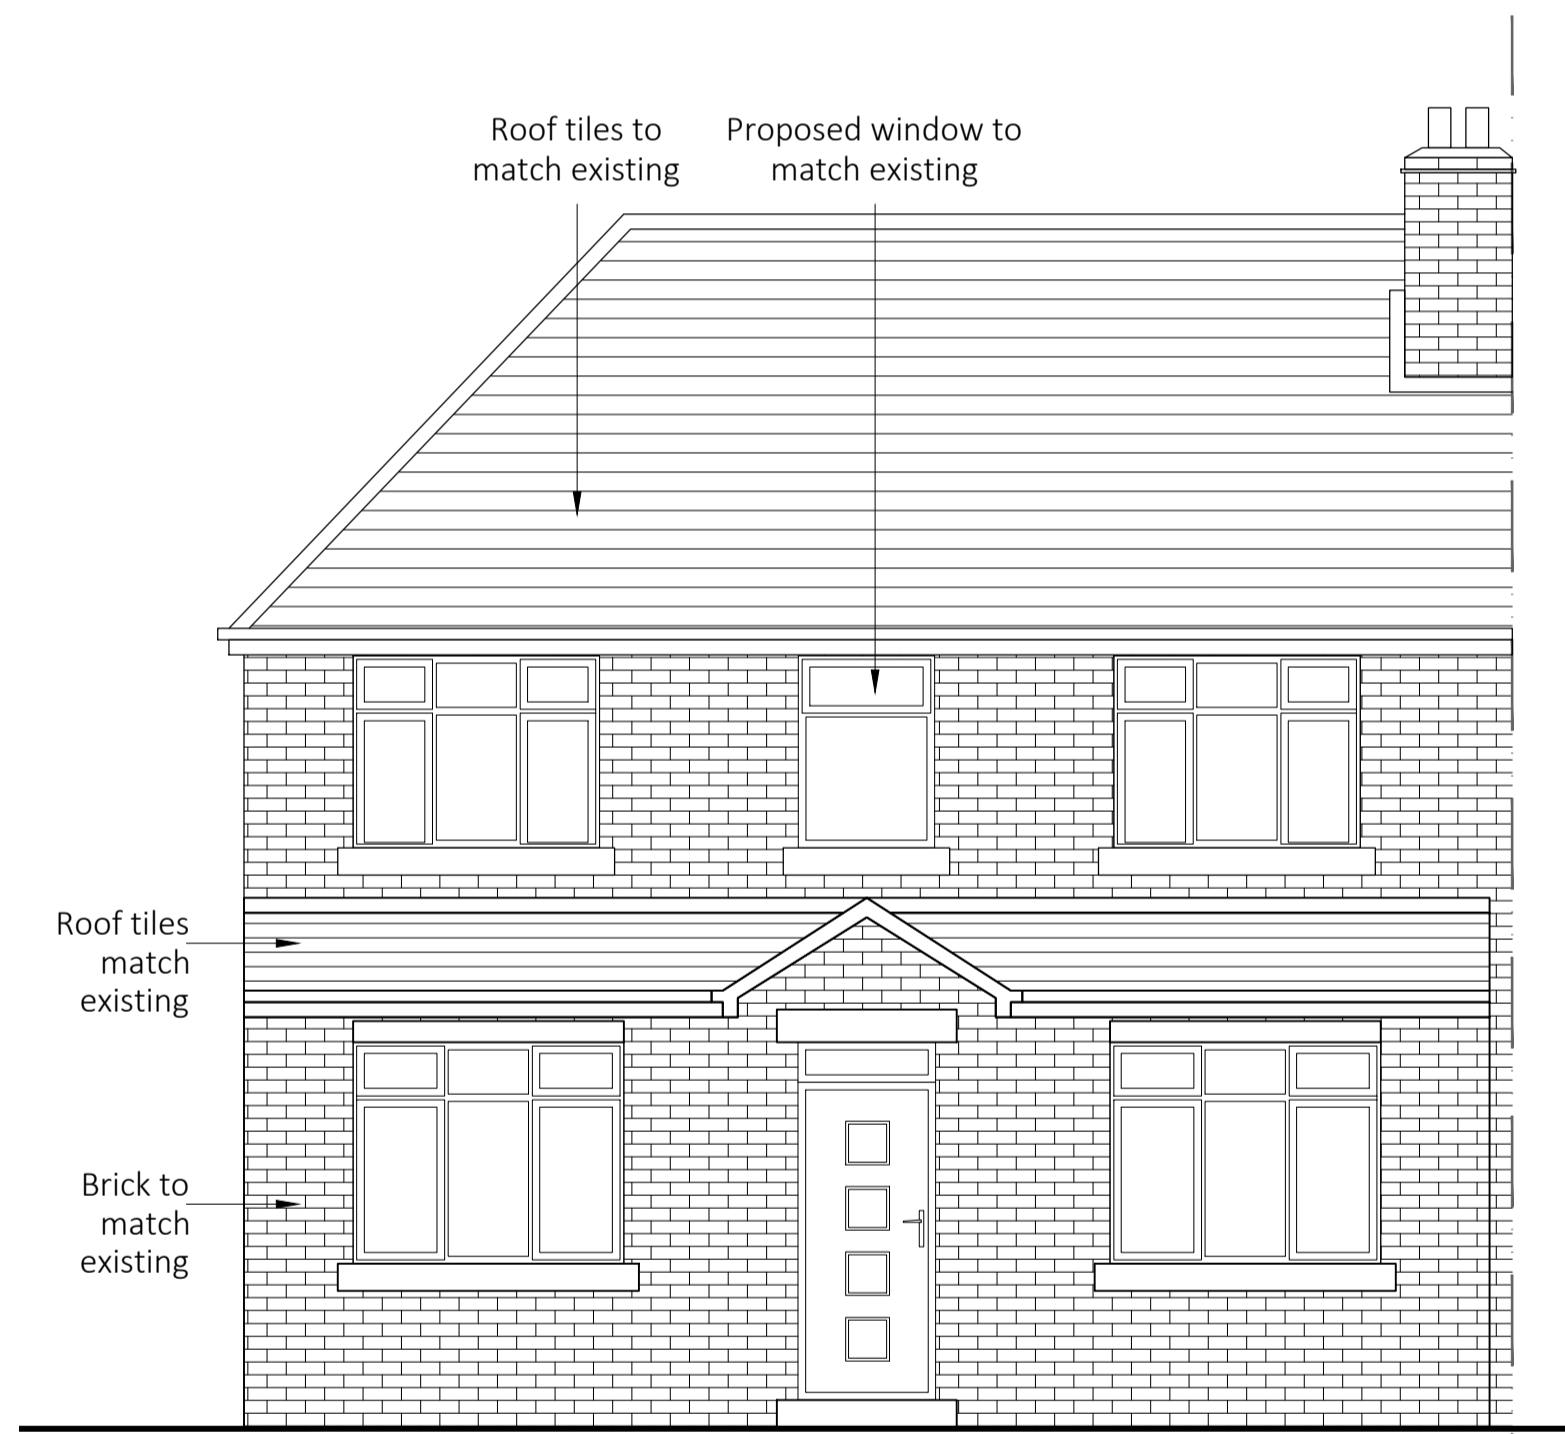 Roof tiles to
match existing
Proposed window to
match existing
Roof tiles
match
existing
Brick to
match
existing